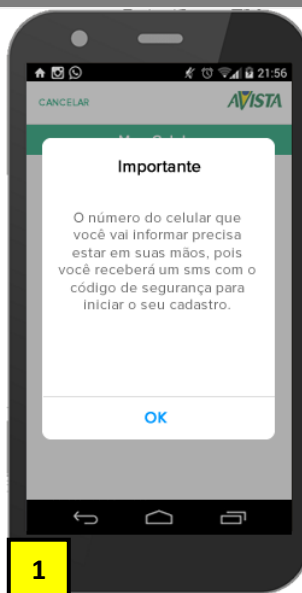 21:56
CANCELAR
AVISTA
Importante
O número do celular que
você vai informar precisa
estar em suas mãos, pois
você receberá um sms com o
código de segurança para
iniciar o seu cadastro.
OK
1